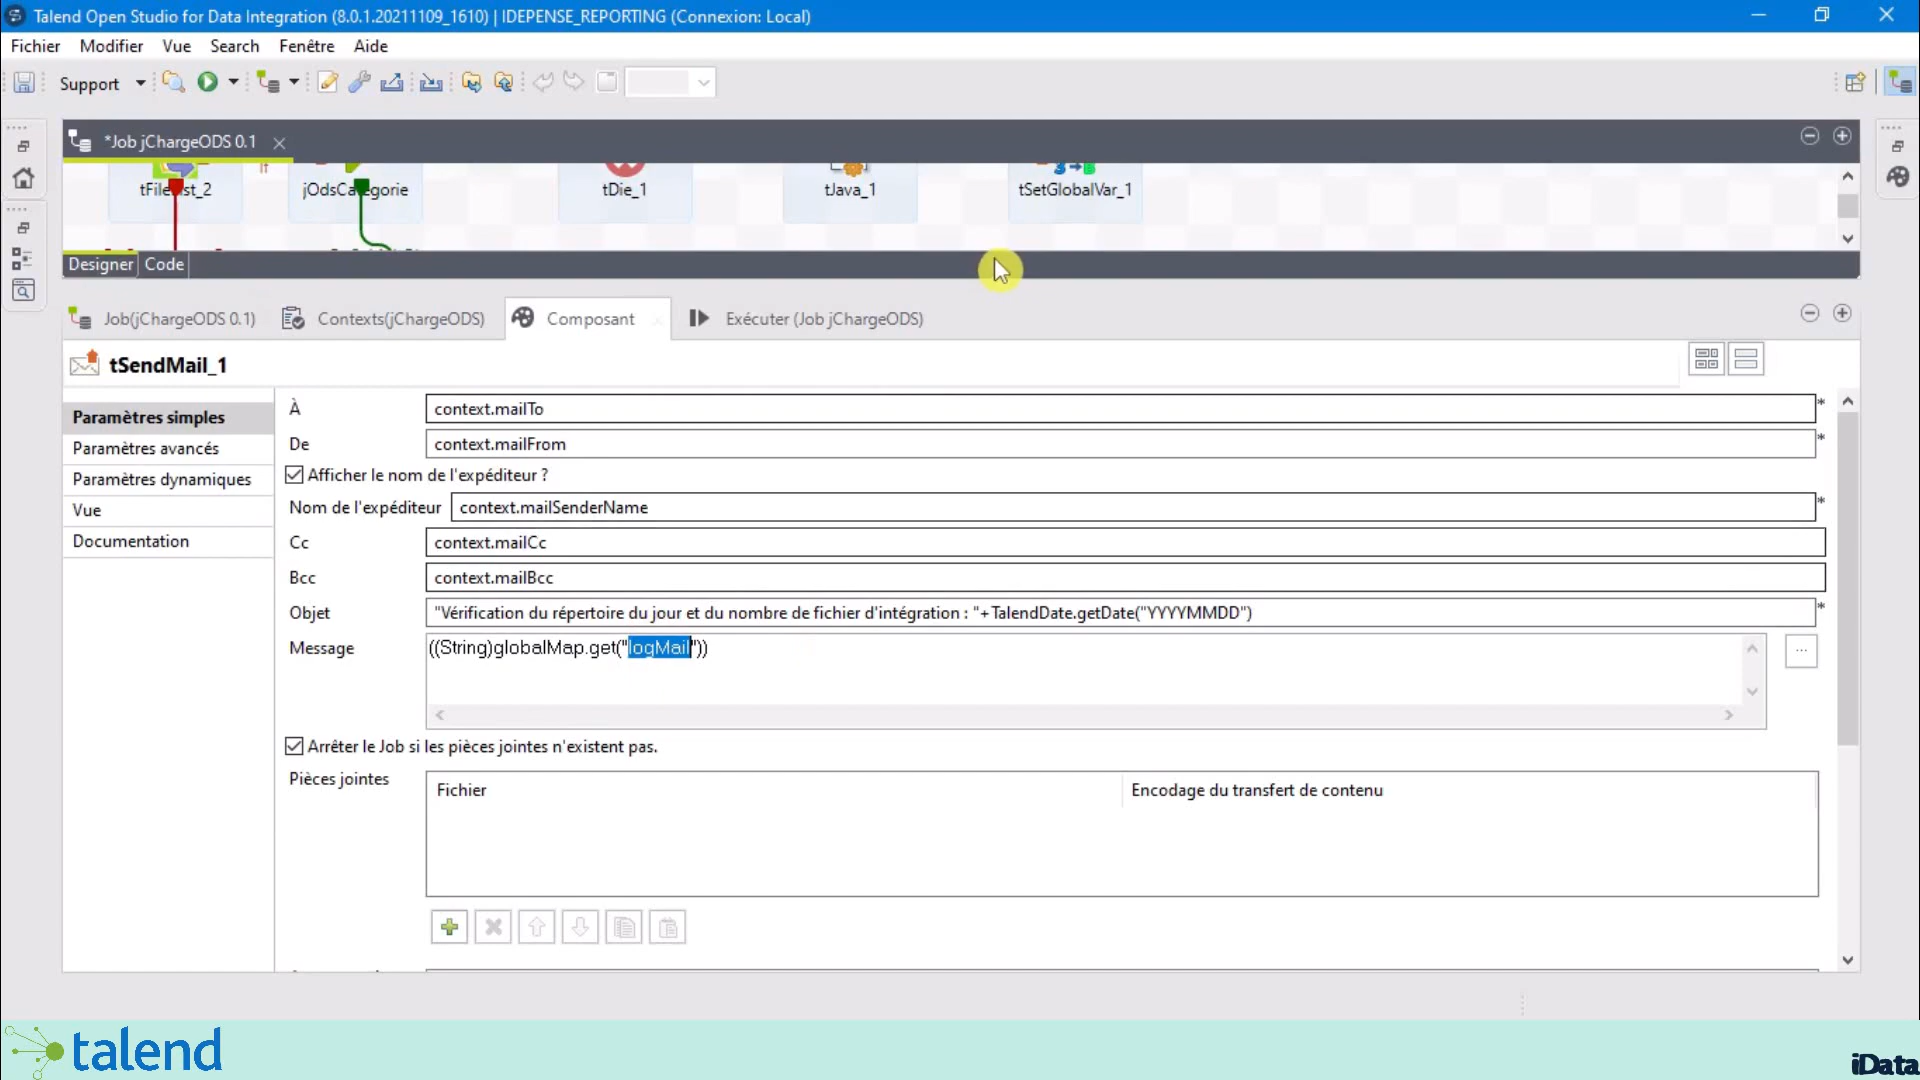 Talend Open Studio for Data Integration (8.0.1.20211109_1610) | IDEPENSE_REPORTING (Connexion: Local)
Fichier Modifier Vue Search Fenêtre Aide
Support
*Job jChargeODS 0.1
tFileList_2 jOdsCategorie tDie_1 tJava_1 tSetGlobalVar_1
Designer Code
Job(jChargeODS 0.1) Contexts(jChargeODS) Composant Exécuter (Job jChargeODS)
tSendMail_1
Paramètres simples
Paramètres avancés
Paramètres dynamiques
Vue
Documentation
À context.mailTo *
De context.mailFrom *
Afficher le nom de l'expéditeur ?
Nom de l'expéditeur context.mailSenderName *
Cc context.mailCc
Bcc context.mailBcc
Objet "Vérification du répertoire du jour et du nombre de fichier d'intégration : "+TalendDate.getDate("YYYYMMDD") *
Message ((String)globalMap.get("logMail"))
...
Arrêter le Job si les pièces jointes n'existent pas.
Pièces jointes Fichier Encodage du transfert de contenu
talend
iData